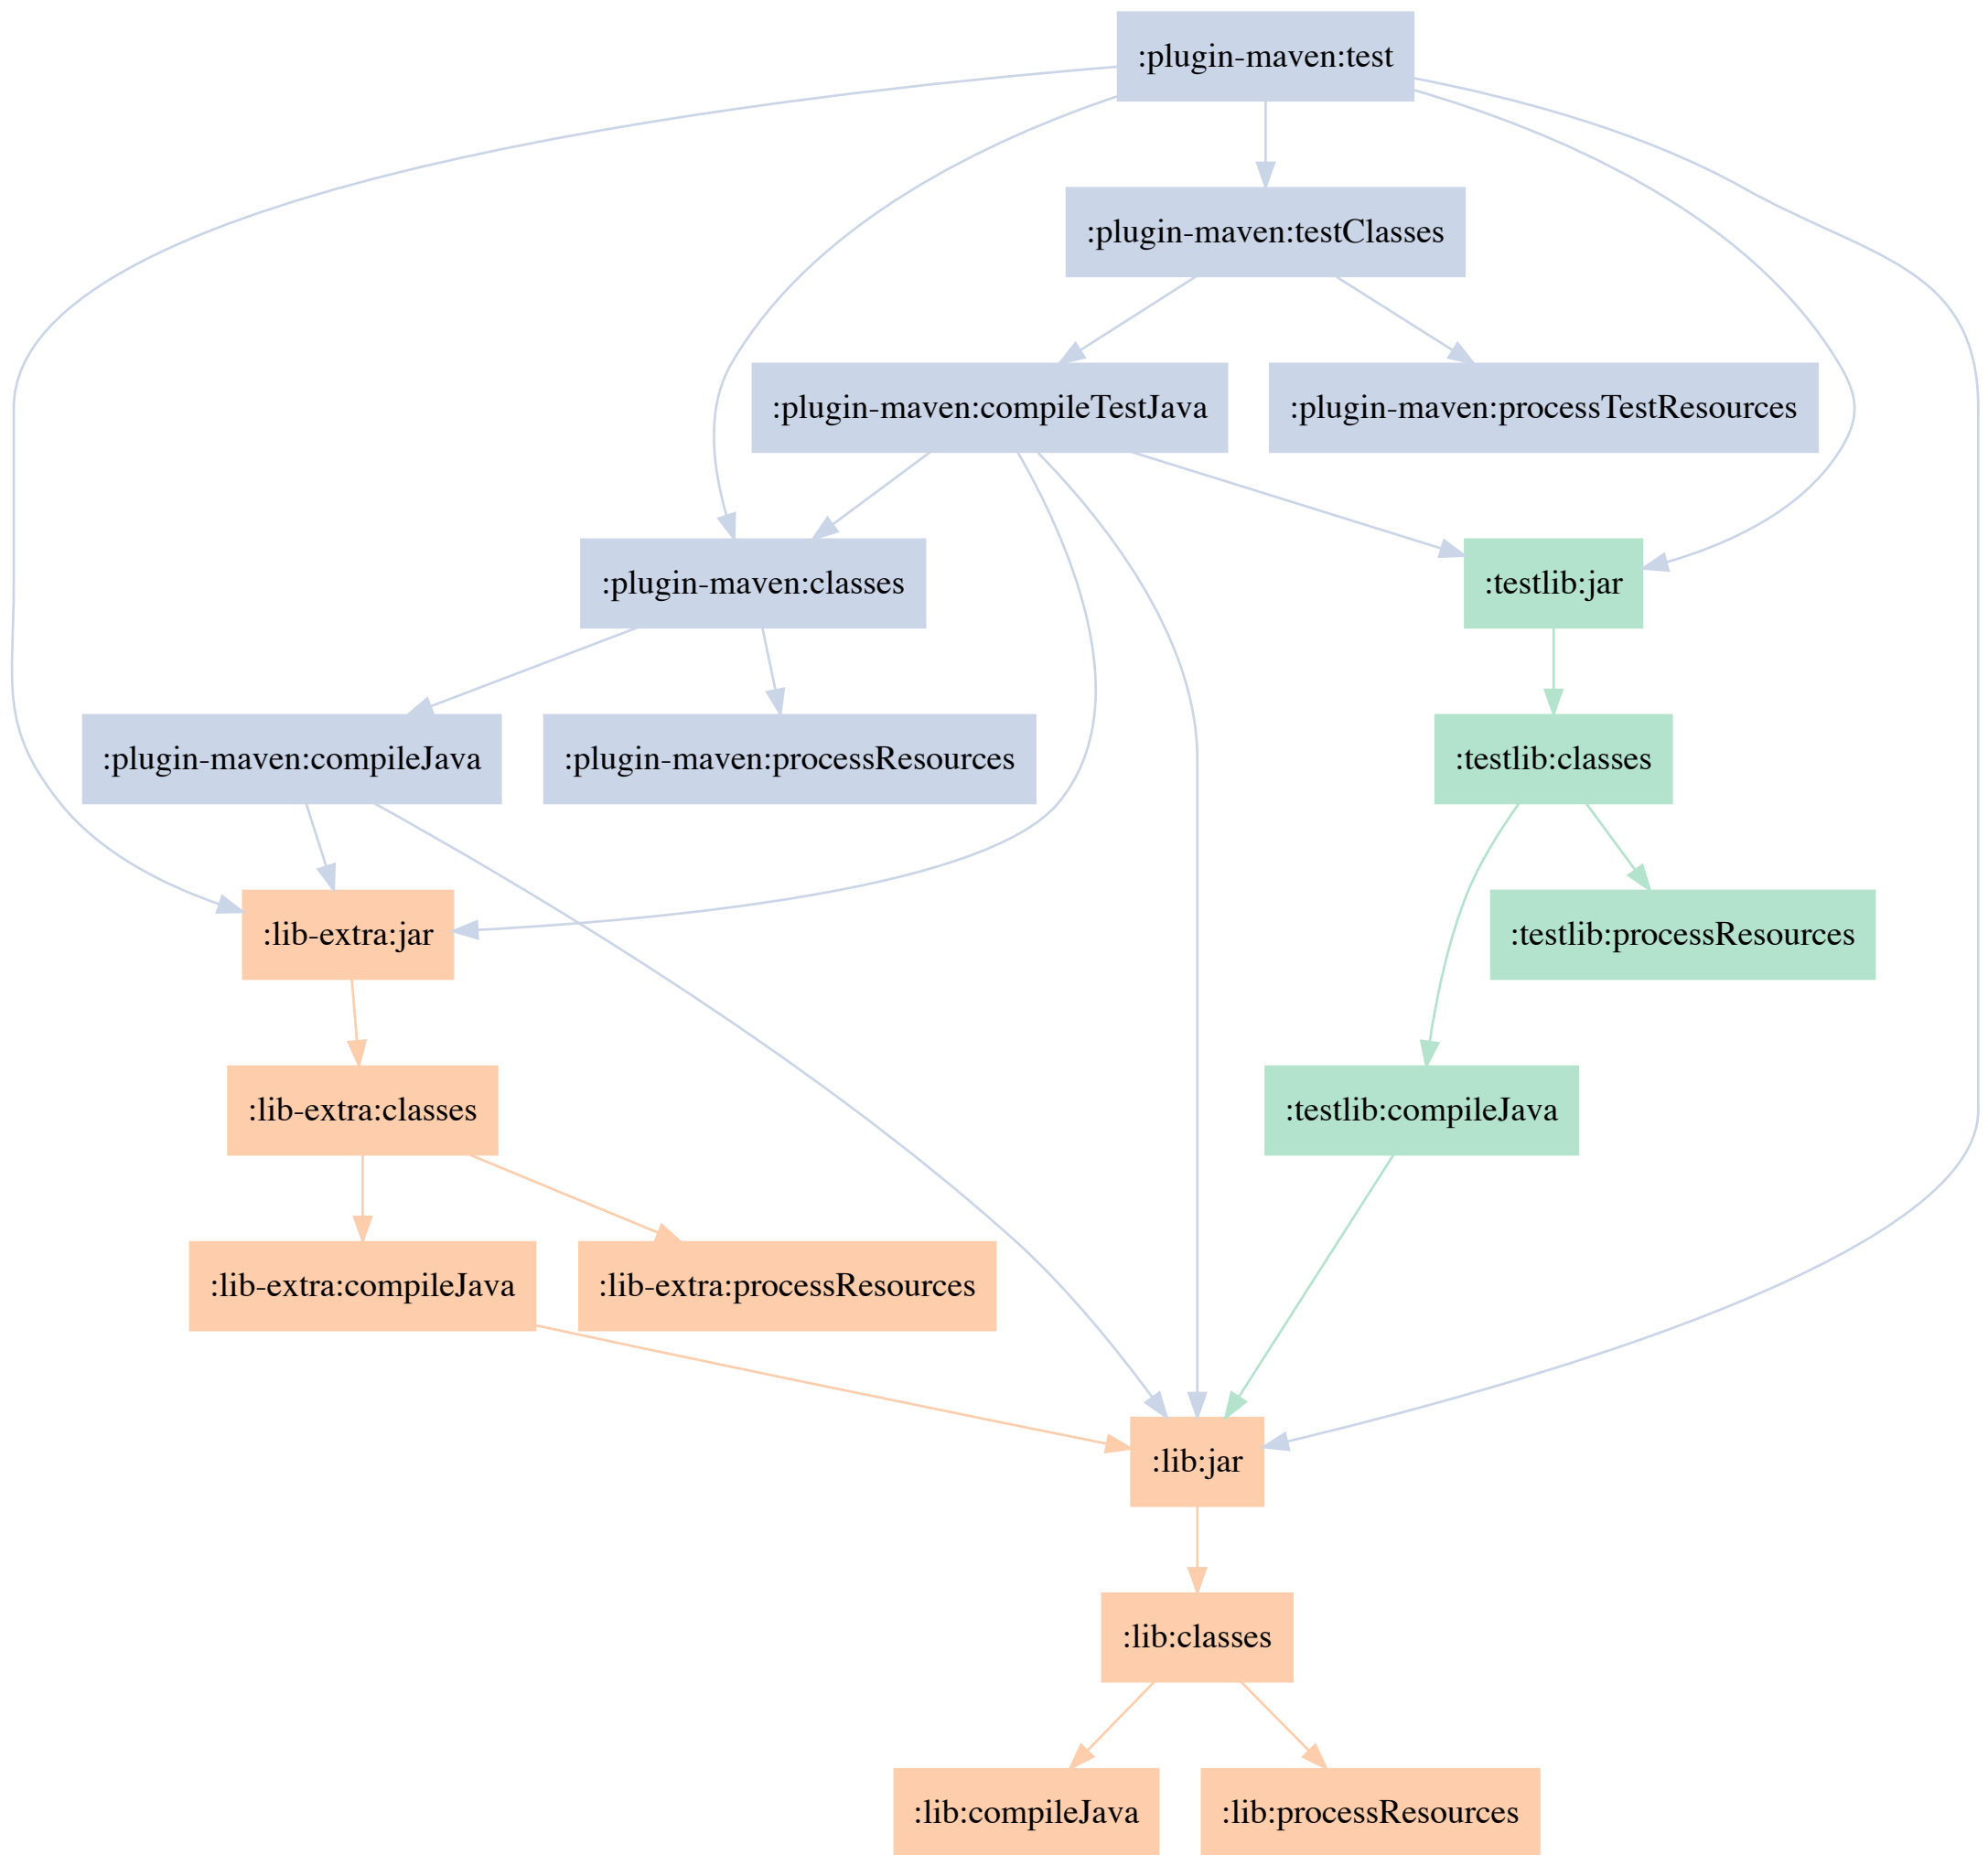 :plugin-maven:test
:plugin-maven:testClasses
:plugin-maven:compileTestJava
:plugin-maven:processTestResources
:plugin-maven:classes
:testlib:jar
:plugin-maven:compileJava
:plugin-maven:processResources
:testlib:classes
:lib-extra:jar
:testlib:processResources
:lib-extra:classes
:testlib:compileJava
:lib-extra:compileJava
:lib-extra:processResources
:lib:jar
:lib:classes
:lib:compileJava
:lib:processResources